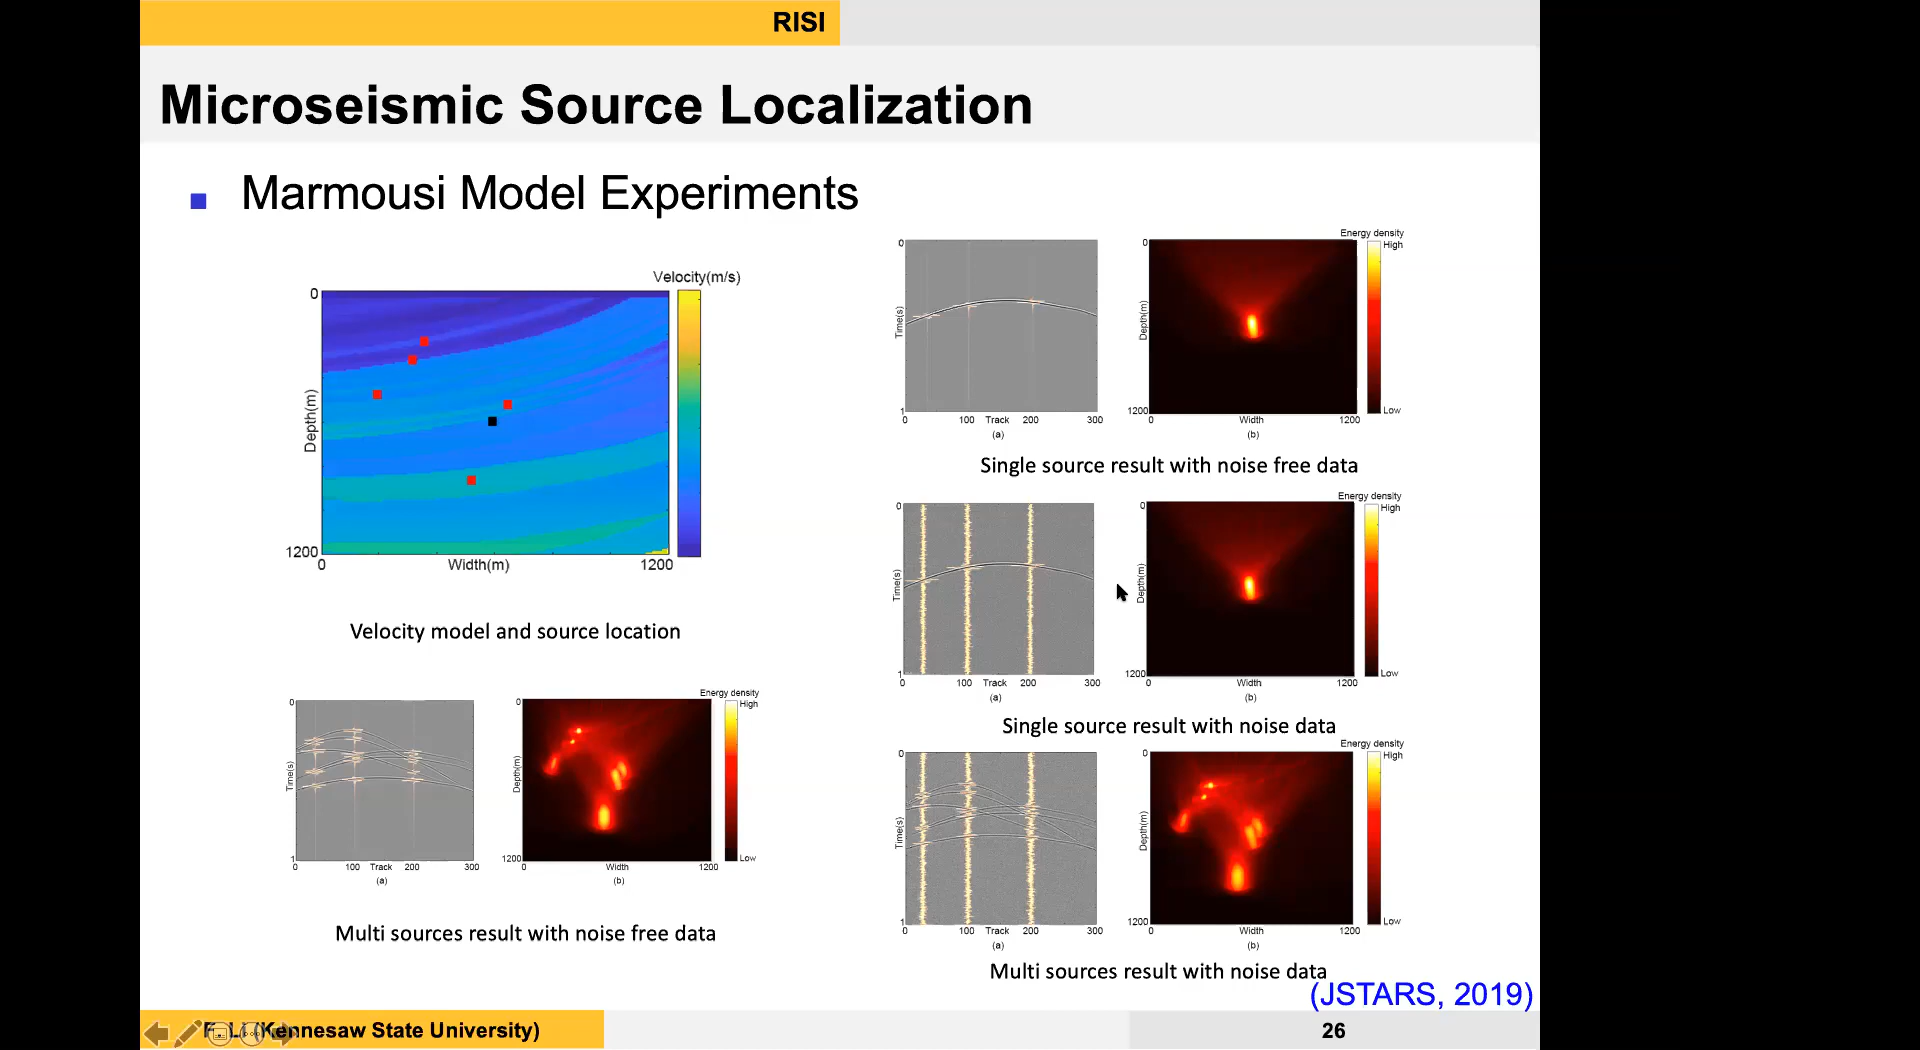 RISI
Microseismic Source Localization
Marmousi Model Experiments
Velocity(m/s)
0
Depth(m)
1200
0
Width(m)
1200
Velocity model and source location
0
Time(s)
1
0
100
Track
200
300
(a)
Energy density
High
0
Depth(m)
1200
0
Width
1200
Low
(b)
Multi sources result with noise free data
0
Time(s)
1
0
100
Track
200
300
(a)
Energy density
High
0
Depth(m)
1200
0
Width
1200
Low
(b)
Single source result with noise free data
0
Time(s)
1
0
100
Track
200
300
(a)
Energy density
High
0
Depth(m)
1200
0
Width
1200
Low
(b)
Single source result with noise data
0
Time(s)
1
0
100
Track
200
300
(a)
Energy density
High
0
Depth(m)
1200
0
Width
1200
Low
(b)
Multi sources result with noise data
(JSTARS, 2019)
(Kennesaw State University)
26